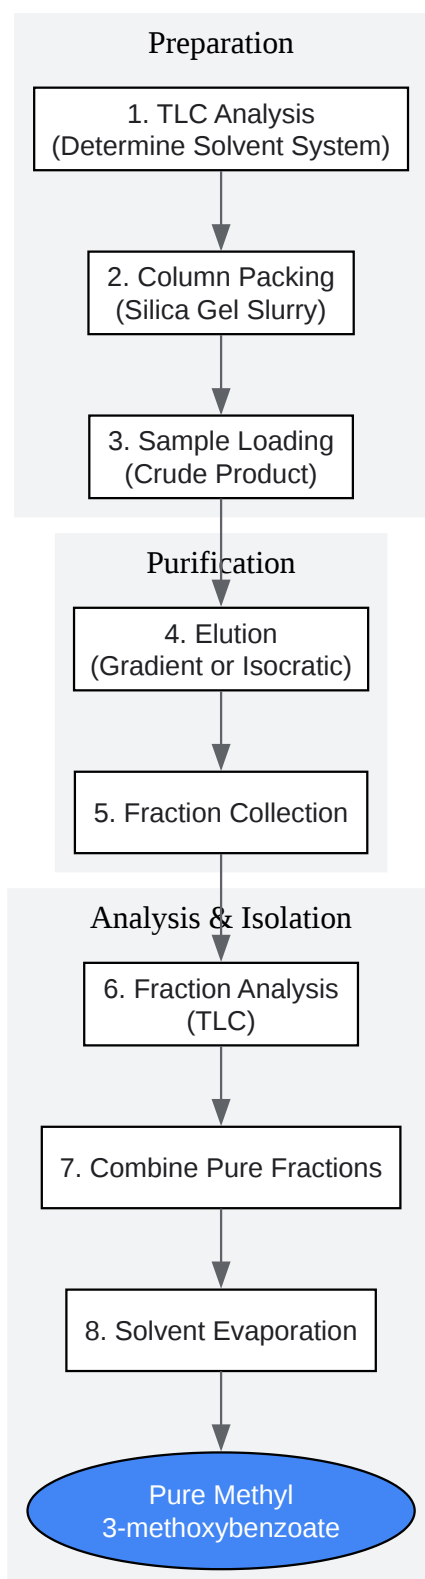 Preparation
1. TLC Analysis
(Determine Solvent System)
2. Column Packing
(Silica Gel Slurry)
3. Sample Loading
(Crude Product)
Purification
4. Elution
(Gradient or Isocratic)
5. Fraction Collection
Analysis & Isolation
6. Fraction Analysis
(TLC)
7. Combine Pure Fractions
8. Solvent Evaporation
Pure Methyl
3-methoxybenzoate